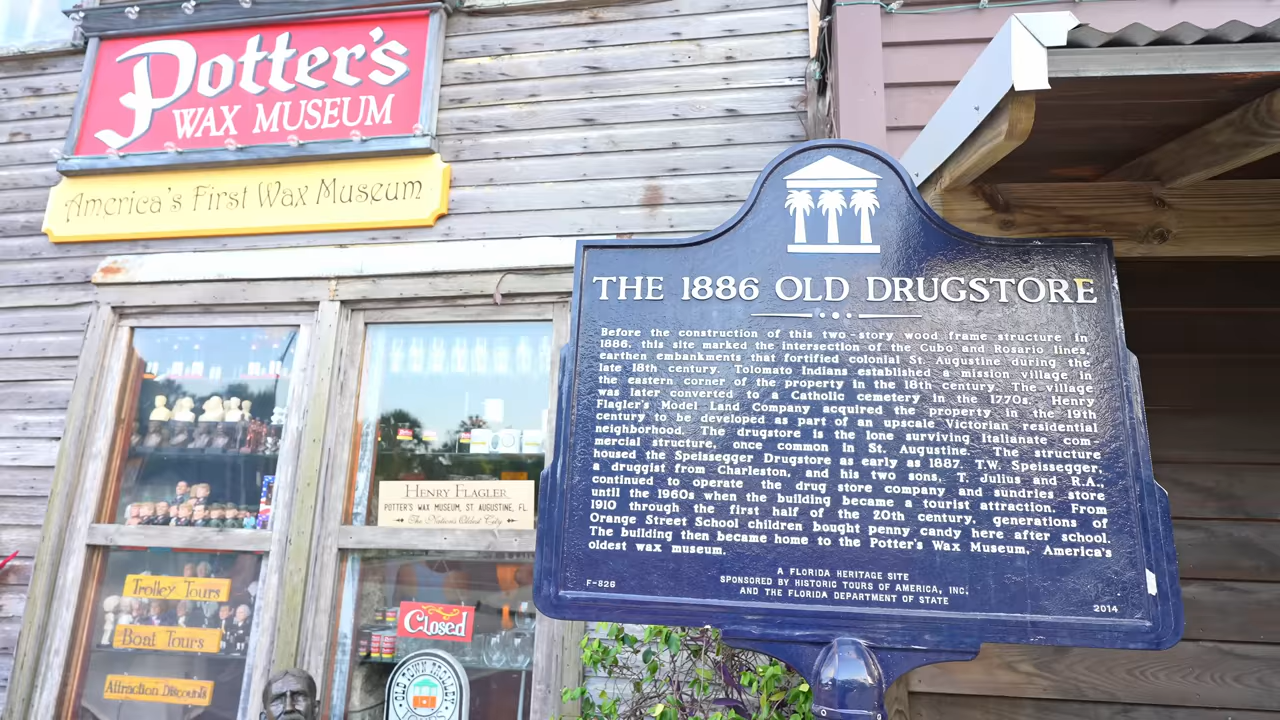 Potter's
WAX MUSEUM
America's First Wax Museum
THE 1886 OLD DRUGSTORE
Before the construction of this two-story wood frame structure in
1886, this site marked the intersection of the Cubo and Rosario lines,
earthen embankments that fortified colonial St. Augustine during the
late 18th century. Tolomato Indians established a mission village in
the eastern corner of the property in the 18th century. The village
was later converted to a Catholic cemetery in the 1770s. Henry
Flagler's Model Land Company acquired the property in the 19th
century to be developed as part of an upscale Victorian residential
neighborhood. The drugstore is the lone surviving Italianate com-
mercial structure, once common in St. Augustine. The structure
housed the Speissegger Drugstore as early as 1887. T.W. Speissegger,
a druggist from Charleston, and his two sons, T. Julius and R.A.,
continued to operate the drug store company and sundries store
until the 1960s when the building became a tourist attraction. From
1910 through the first half of the 20th century, generations of
Orange Street School children bought penny candy here after school.
The building then became home to the Potter's Wax Museum, America's
oldest wax museum.
A FLORIDA HERITAGE SITE
SPONSORED BY HISTORIC TOURS OF AMERICA, INC.
AND THE FLORIDA DEPARTMENT OF STATE
F-826
2014
HENRY FLAGLER
POTTER'S WAX MUSEUM, ST AUGUSTINE, FL.
The Nation's Oldest City
Trolley Tours
Boat Tours
Attraction Discounts
Closed
OLD TOWN TROLLEY
TOURS